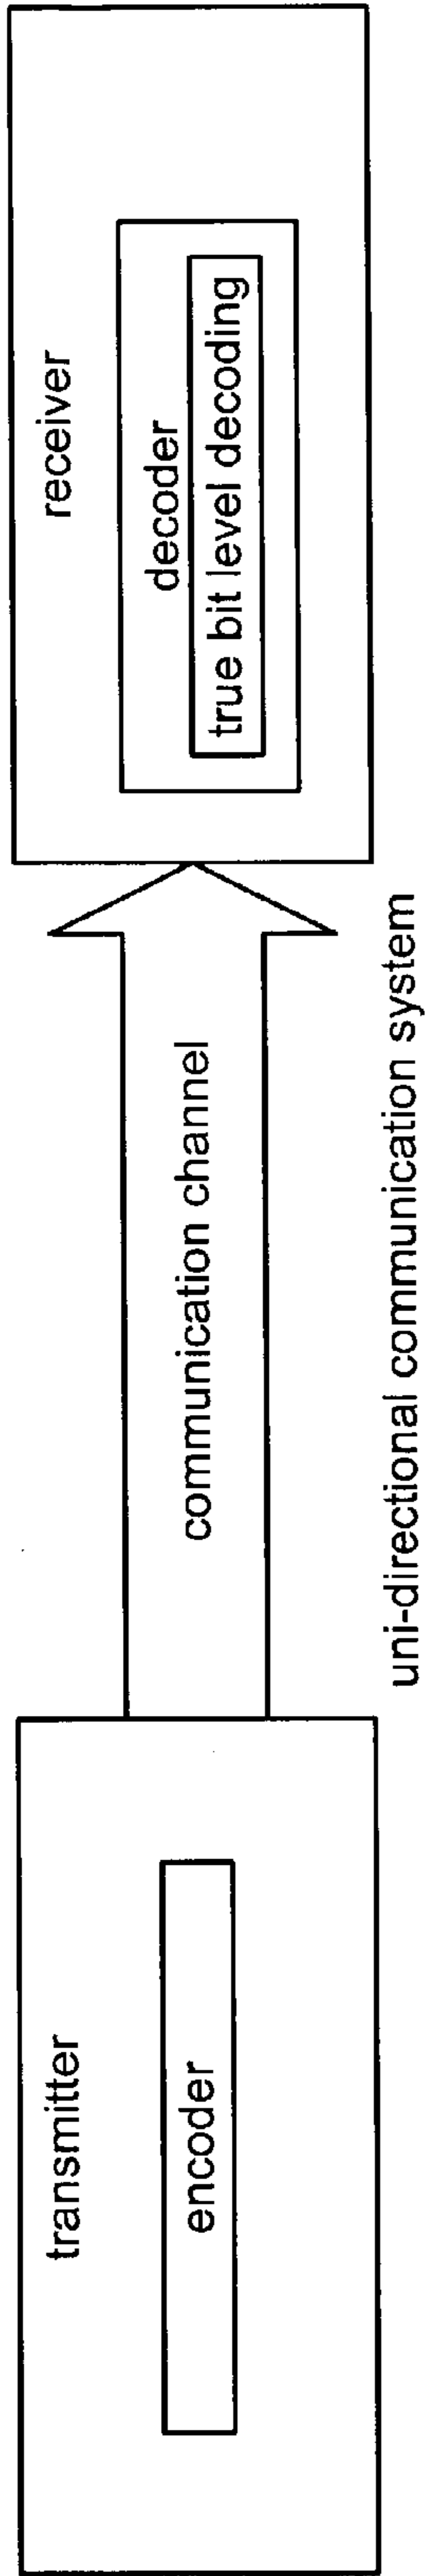 transmitter
encoder
communication channel
receiver
decoder
true bit level decoding
uni-directional communication system